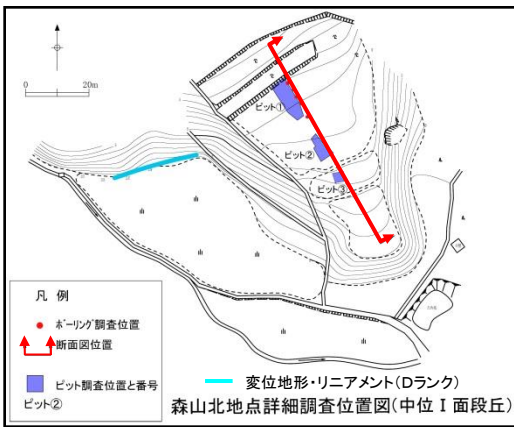 0 20m
ピット①
ピット②
ピット③
凡 例
ボーリング調査位置
断面図位置
ピット調査位置と番号
ピット②
変位地形・リニアメント(Dランク)
森山北地点詳細調査位置図(中位Ⅰ面段丘)